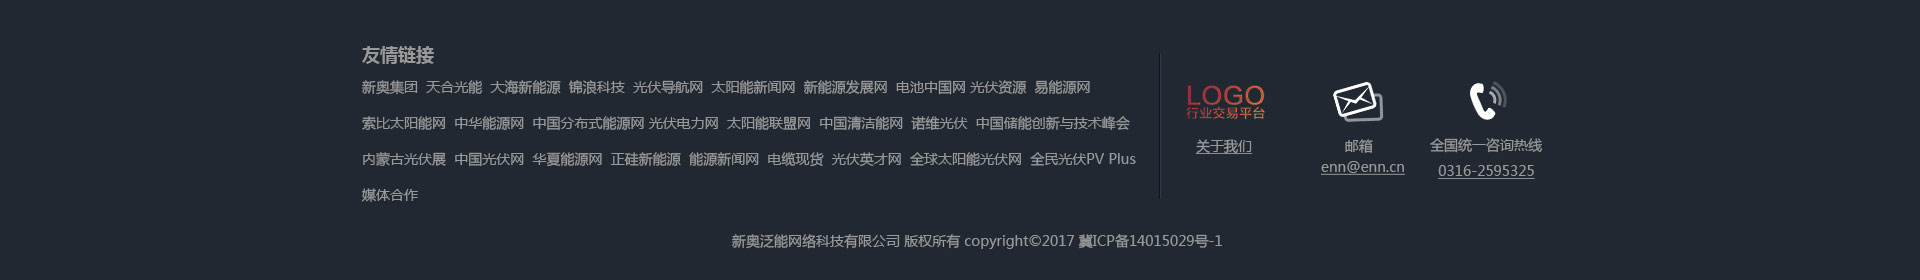 友情链接
新奥集团 天合光能 大海新能源 锦浪科技 光伏导航网 太阳能新闻网 新能源发展网 电池中国网 光伏资源 易能源网
索比太阳能网 中华能源网 中国分布式能源网 光伏电力网 太阳能联盟网 中国清洁能网 诺维光伏 中国储能创新与技术峰会
内蒙古光伏展 中国光伏网 华夏能源网 正硅新能源 能源新闻网 电缆现货 光伏英才网 全球太阳能光伏网 全民光伏PV Plus
媒体合作
LOGO
行业交易平台
关于我们
邮箱
enn@enn.cn
全国统一咨询热线
0316-2595325
新奥泛能网络科技有限公司 版权所有 copyright©2017 冀ICP备14015029号-1